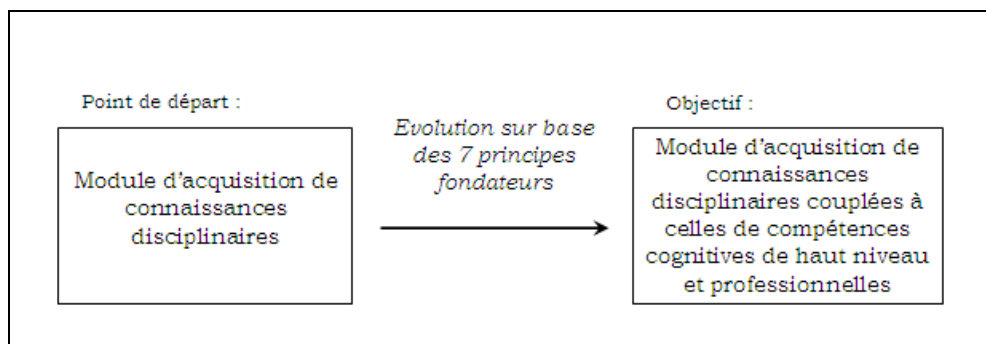 Point de départ :
Module d'acquisition de
connaissances
disciplinaires
Evolution sur base
des 7 principes
fondateurs
Objectif :
Module d'acquisition de
connaissances
disciplinaires couplées à
celles de compétences
cognitives de haut niveau
et professionnelles